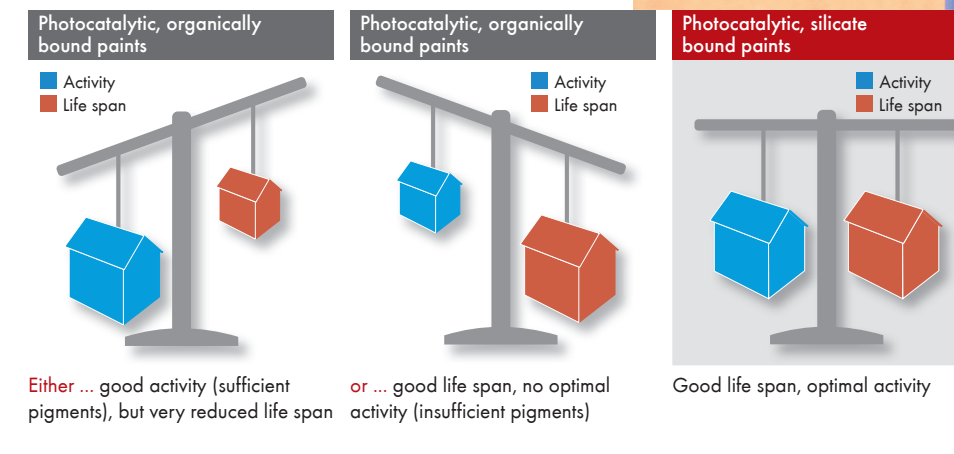 Photocatalytic, organically
bound paints
Activity
Life span
Either ... good activity (sufficient
pigments), but very reduced life span
Photocatalytic, organically
bound paints
Activity
Life span
or ... good life span, no optimal
activity (insufficient pigments)
Photocatalytic, silicate
bound paints
Activity
Life span
Good life span, optimal activity